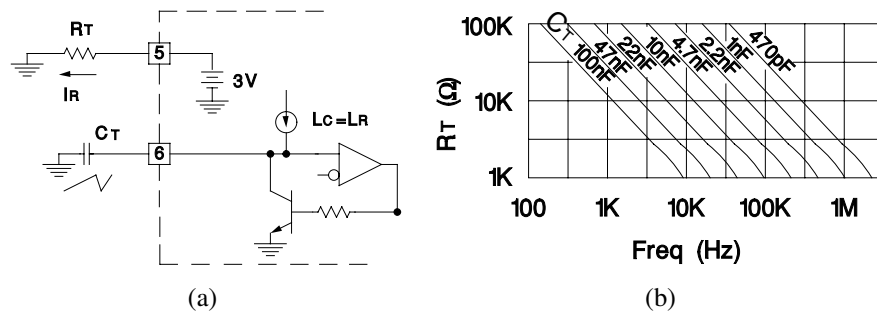 RT
5
IR
3V
CT
6
LC=LR
(a)
100K
10K
1K
RT (Ω)
CT
100nF
47nF
22nF
10nF
4.7nF
2.2nF
1nF
470pF
100 1K 10K 100K 1M
Freq (Hz)
(b)